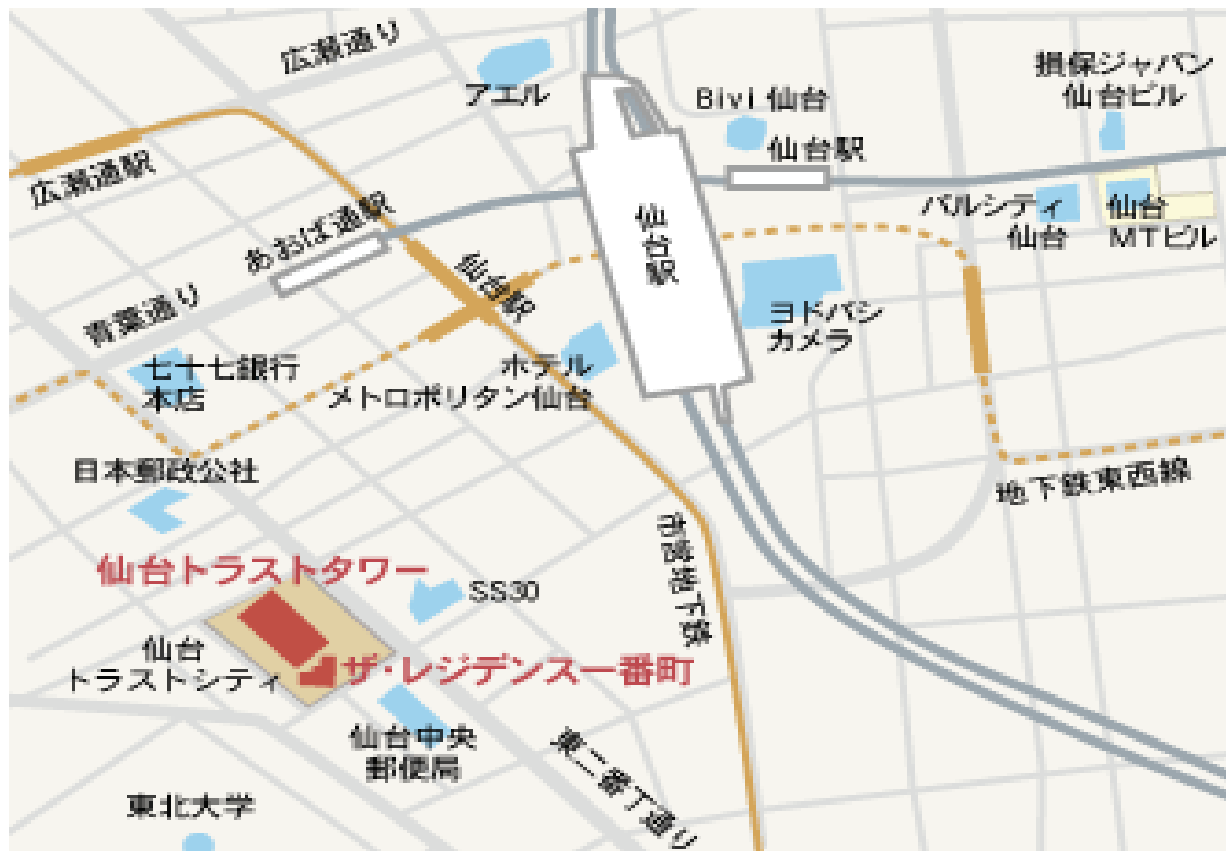 広瀬通り
アエル
Bivi 仙台
損保ジャパン
仙台ビル
仙台駅
広瀬通駅
あおば通駅
仙台駅
仙台駅
パルシティ
仙台
仙台
MTビル
青葉通り
ヨドバシ
カメラ
七十七銀行
本店
ホテル
メトロポリタン仙台
日本郵政公社
地下鉄東西線
市営地下鉄
仙台トラストタワー
SS30
仙台
トラストシティ
ザ・レジデンス一番町
仙台中央
郵便局
東二番丁通り
東北大学